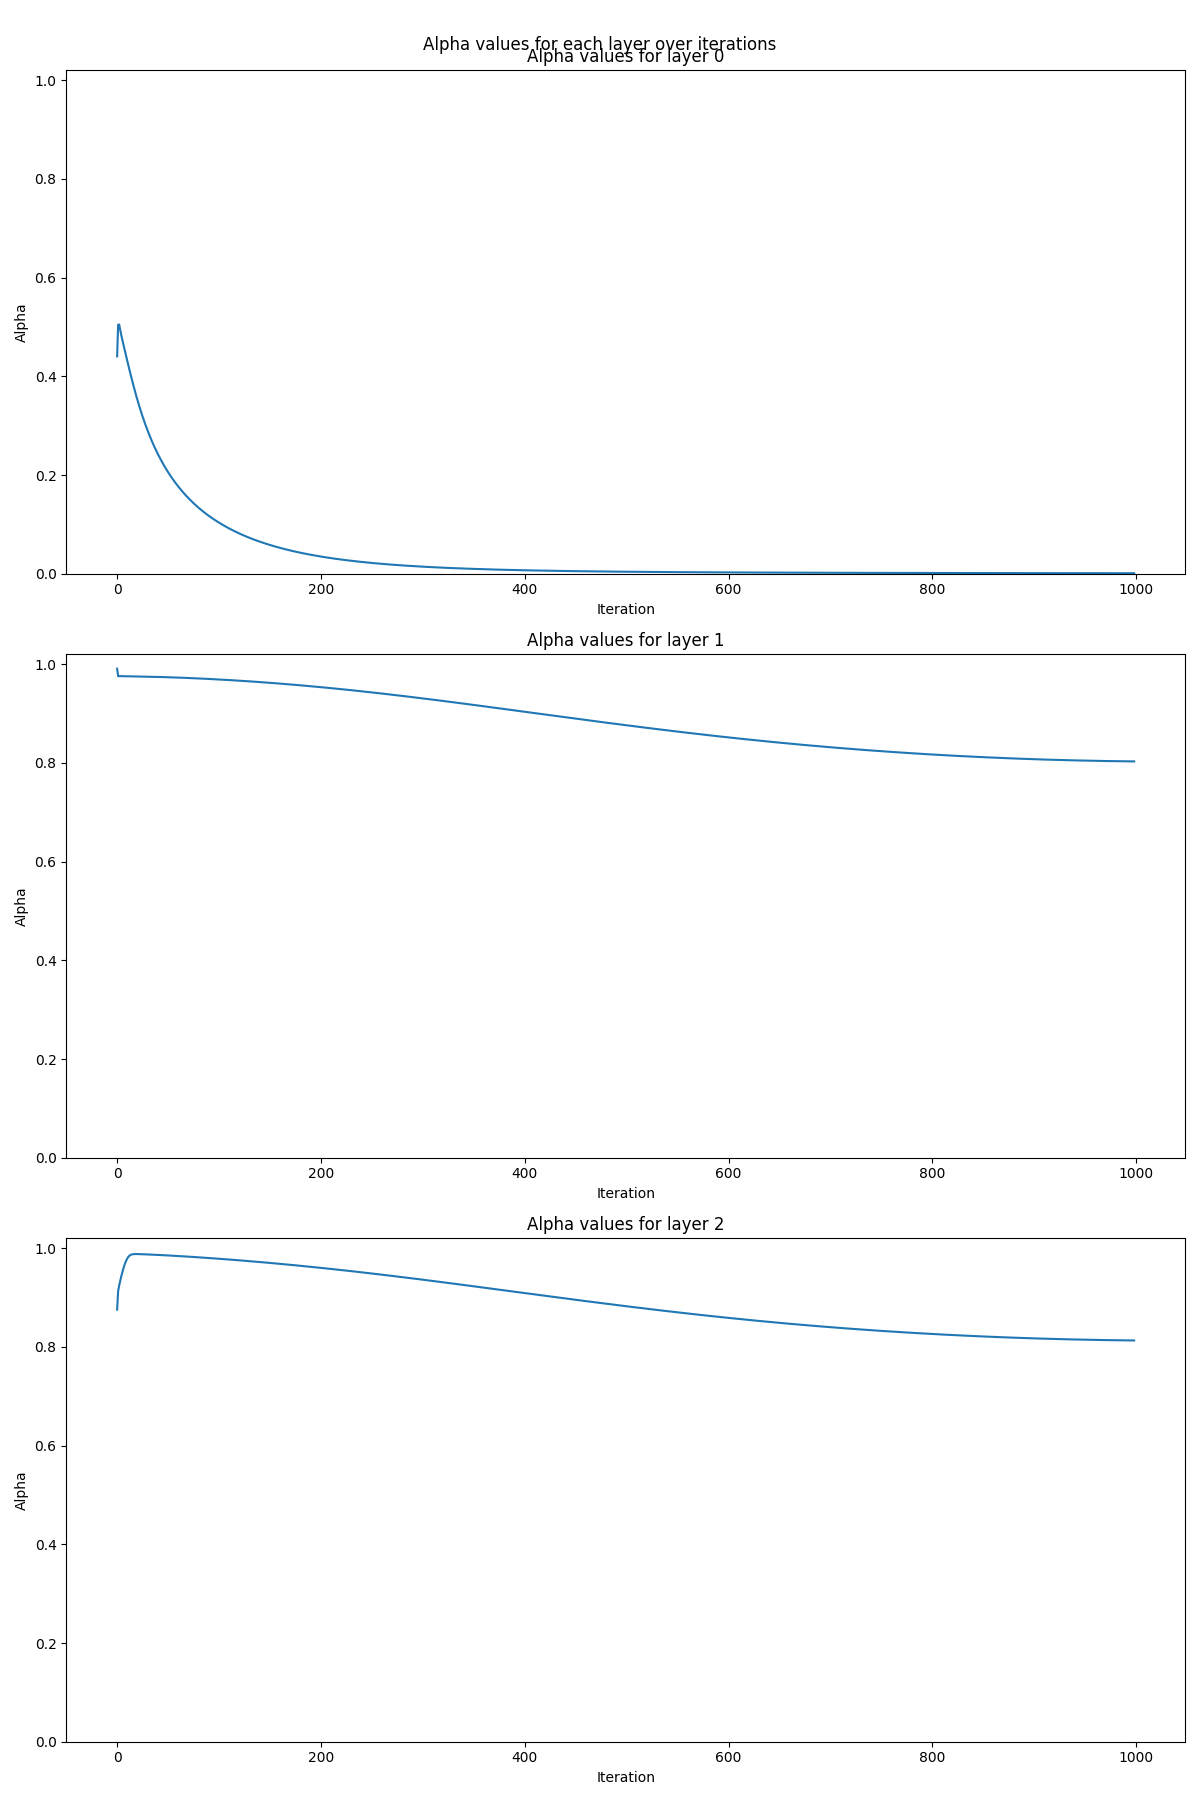 Alpha values for each layer over iterations
Alpha values for layer 0
1.0
0.8
0.6
0.4
0.2
0.0
Alpha
0 200 400 600 800 1000
Iteration
Alpha values for layer 1
1.0
0.8
0.6
0.4
0.2
0.0
Alpha
0 200 400 600 800 1000
Iteration
Alpha values for layer 2
1.0
0.8
0.6
0.4
0.2
0.0
Alpha
0 200 400 600 800 1000
Iteration